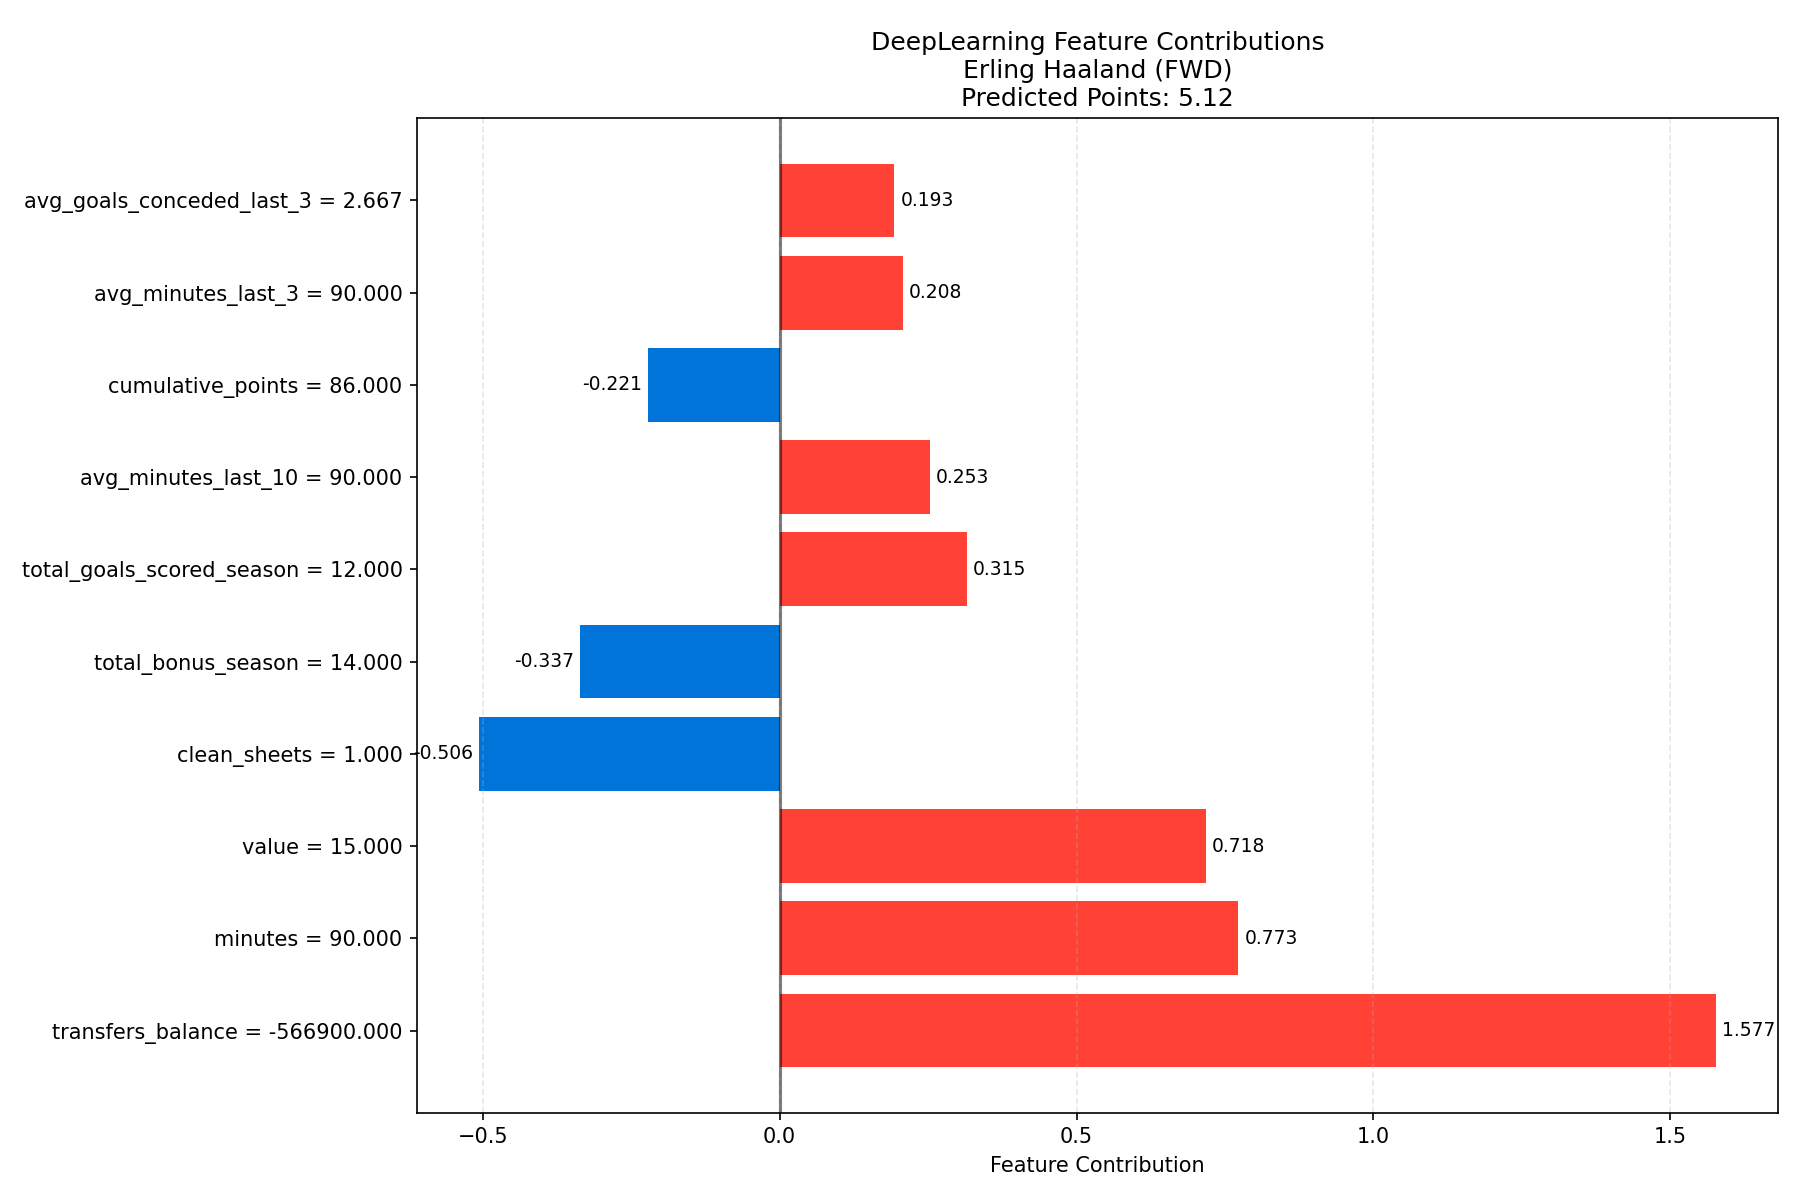 DeepLearning Feature Contributions
Erling Haaland (FWD)
Predicted Points: 5.12
avg_goals_conceded_last_3 = 2.667
0.193
avg_minutes_last_3 = 90.000
0.208
cumulative_points = 86.000
-0.221
avg_minutes_last_10 = 90.000
0.253
total_goals_scored_season = 12.000
0.315
total_bonus_season = 14.000
-0.337
clean_sheets = 1.000
-0.506
value = 15.000
0.718
minutes = 90.000
0.773
transfers_balance = -566900.000
1.577
−0.5 0.0 0.5 1.0 1.5
Feature Contribution